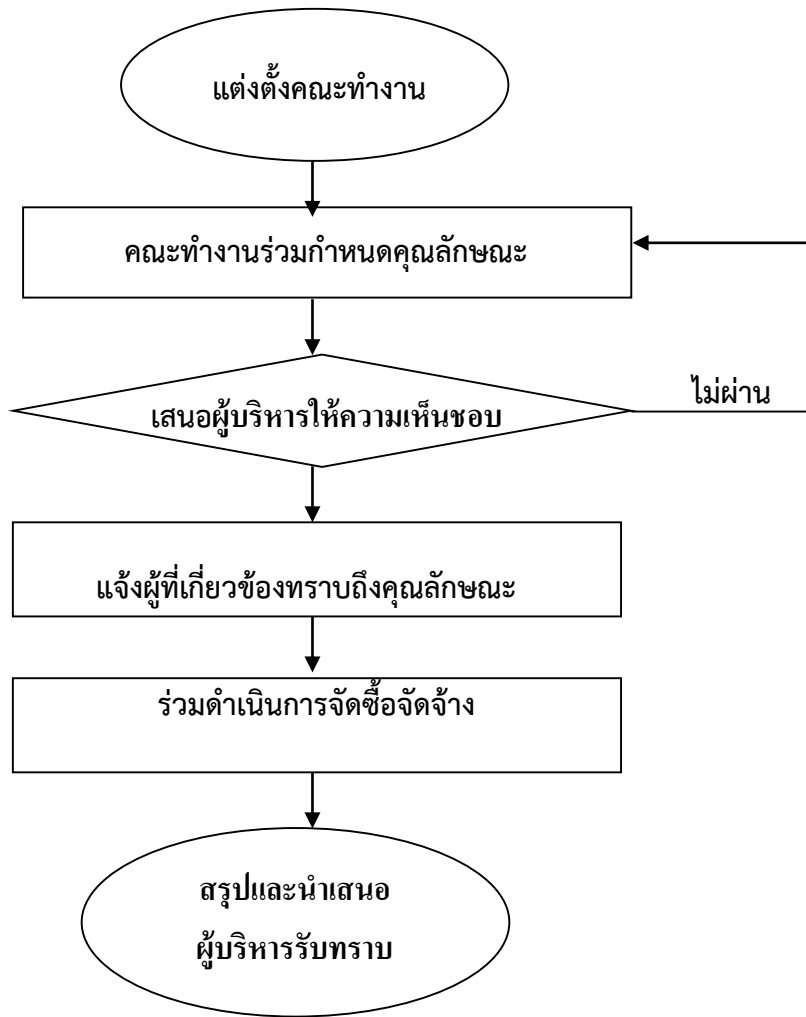 แต่งตั้งคณะทำงาน
คณะทำงานร่วมกำหนดคุณลักษณะ
เสนอผู้บริหารให้ความเห็นชอบ
ไม่ผ่าน
แจ้งผู้ที่เกี่ยวข้องทราบถึงคุณลักษณะ
ร่วมดำเนินการจัดซื้อจัดจ้าง
สรุปและนำเสนอ
ผู้บริหารรับทราบ